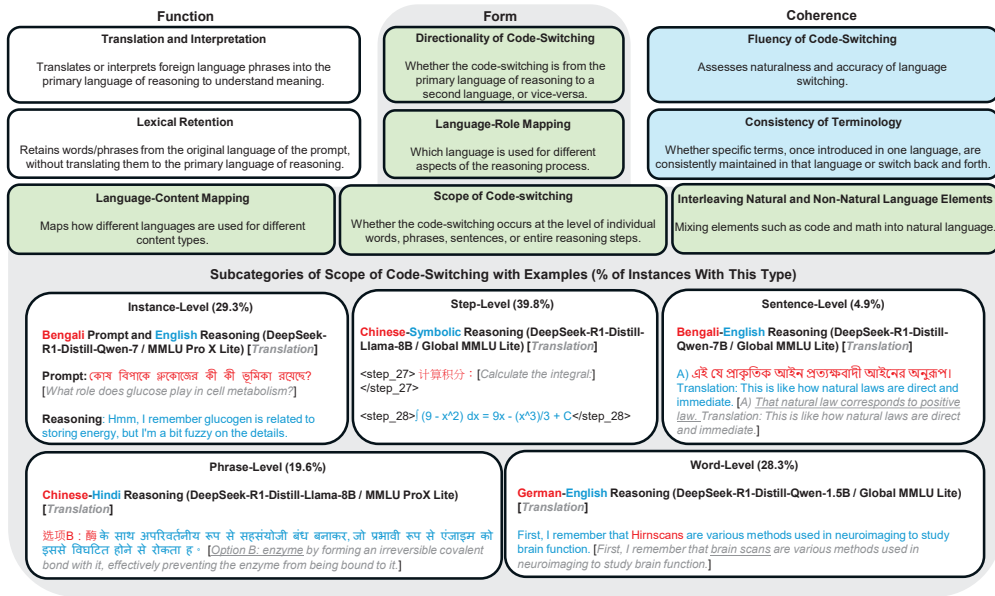 Function
Form
Coherence
Translation and Interpretation
Translates or interprets foreign language phrases into the
primary language of reasoning to understand meaning.
Directionality of Code-Switching
Whether the code-switching is from the
primary language of reasoning to a
second language, or vice-versa.
Fluency of Code-Switching
Assesses naturalness and accuracy of language
switching.
Lexical Retention
Retains words/phrases from the original language of the prompt,
without translating them to the primary language of reasoning.
Language-Role Mapping
Which language is used for different
aspects of the reasoning process.
Consistency of Terminology
Whether specific terms, once introduced in one language, are
consistently maintained in that language or switch back and forth.
Language-Content Mapping
Maps how different languages are used for different
content types.
Scope of Code-switching
Whether the code-switching occurs at the level of individual
words, phrases, sentences, or entire reasoning steps.
Interleaving Natural and Non-Natural Language Elements
Mixing elements such as code and math into natural language.
Subcategories of Scope of Code-Switching with Examples (% of Instances With This Type)
Instance-Level (29.3%)
Bengali Prompt and English Reasoning (DeepSeek-
R1-Distill-Qwen-7 / MMLU Pro X Lite) [Translation]
Prompt: কোষ বিপাকে গ্লুকোজের কী কী ভূমিকা রয়েছে?
[What role does glucose play in cell metabolism?]
Reasoning: Hmm, I remember glucogen is related to
storing energy, but I'm a bit fuzzy on the details.
Step-Level (39.8%)
Chinese-Symbolic Reasoning (DeepSeek-R1-Distill-
Llama-8B / Global MMLU Lite) [Translation]
<step_27> 计算积分：[Calculate the integral:]
</step_27>
<step_28>∫ (9 - x^2) dx = 9x - (x^3)/3 + C</step_28>
Sentence-Level (4.9%)
Bengali-English Reasoning (DeepSeek-R1-Distill-
Qwen-7B / Global MMLU Lite) [Translation]
A) এই যে প্রাকৃতিক আইন প্রত্যক্ষবাদী আইনের অনুরূপ।
Translation: This is like how natural laws are direct and
immediate. [A) That natural law corresponds to positive
law. Translation: This is like how natural laws are direct
and immediate.]
Phrase-Level (19.6%)
Chinese-Hindi Reasoning (DeepSeek-R1-Distill-Llama-8B / MMLU ProX Lite)
[Translation]
选项B : 酶 के साथ अपरिवर्तनीय रूप से सहसंयोजी बंध बनाकर, जो प्रभावी रूप से एंजाइम को
इससे विघटित होने से रोकता ह。 [Option B: enzyme by forming an irreversible covalent
bond with it, effectively preventing the enzyme from being bound to it.]
Word-Level (28.3%)
German-English Reasoning (DeepSeek-R1-Distill-Qwen-1.5B / Global MMLU Lite)
[Translation]
First, I remember that Hirnscans are various methods used in neuroimaging to study
brain function. [First, I remember that brain scans are various methods used in
neuroimaging to study brain function.]